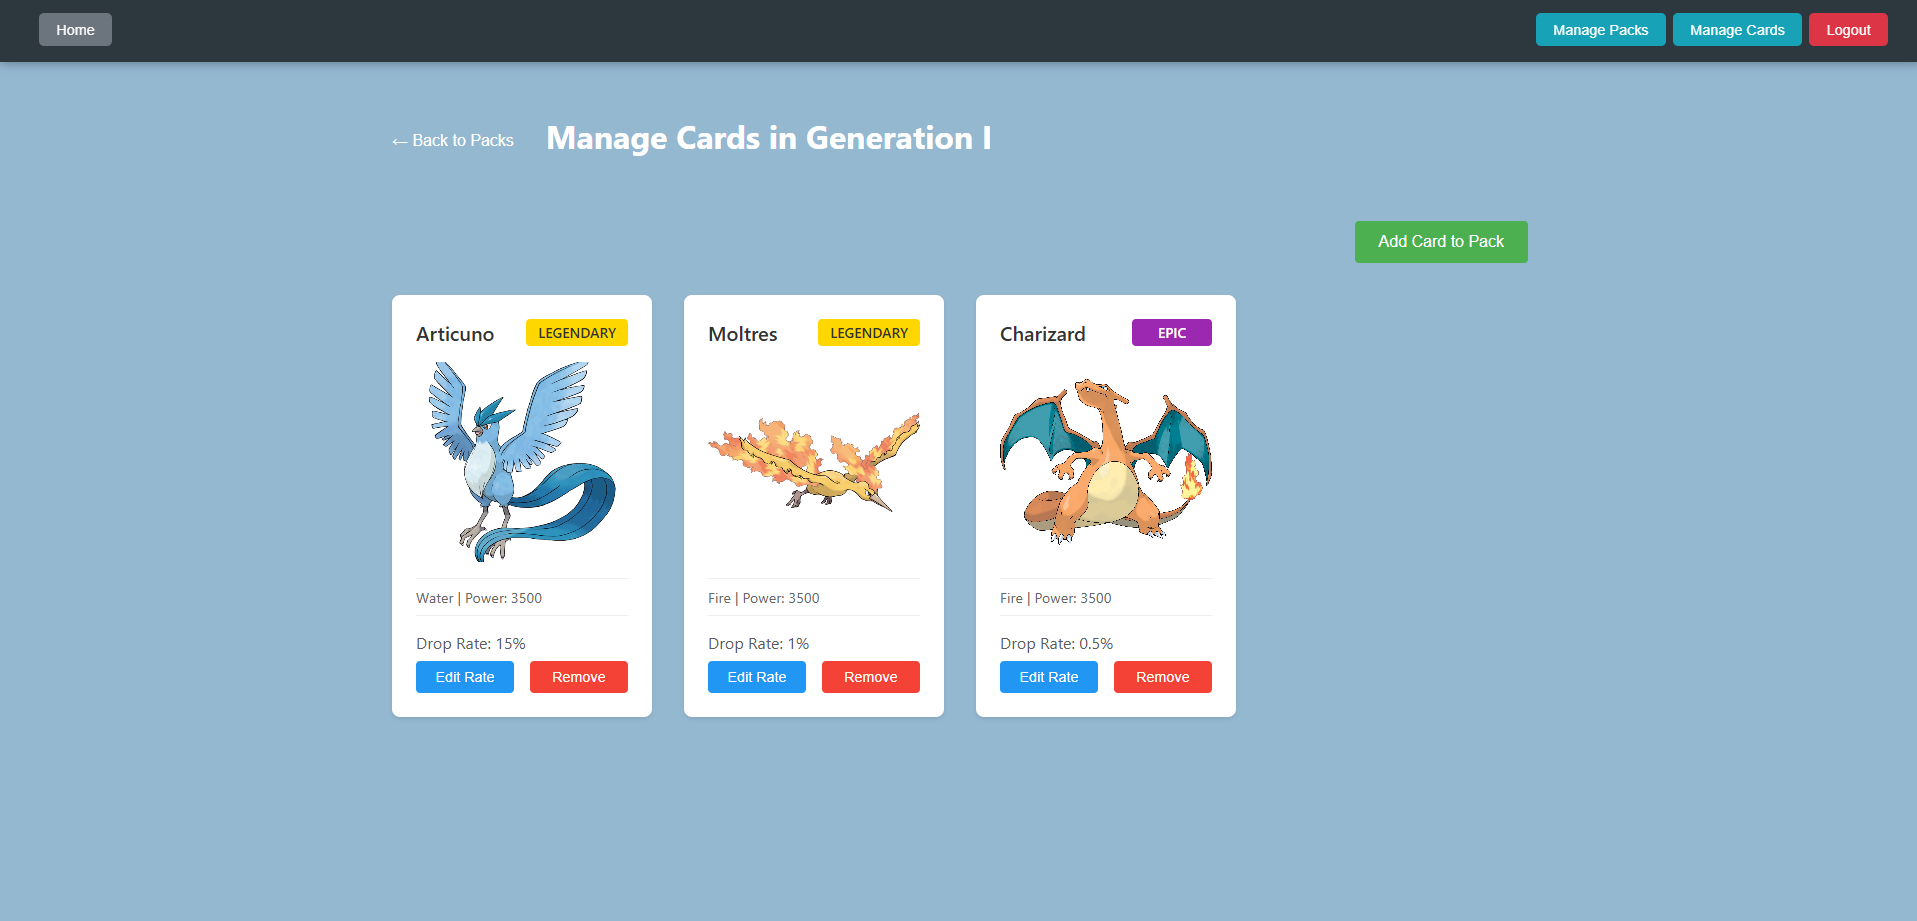 Home
Manage Packs
Manage Cards
Logout
← Back to Packs
Manage Cards in Generation I
Add Card to Pack
Articuno
LEGENDARY
Water | Power: 3500
Drop Rate: 15%
Edit Rate
Remove
Moltres
LEGENDARY
Fire | Power: 3500
Drop Rate: 1%
Edit Rate
Remove
Charizard
EPIC
Fire | Power: 3500
Drop Rate: 0.5%
Edit Rate
Remove